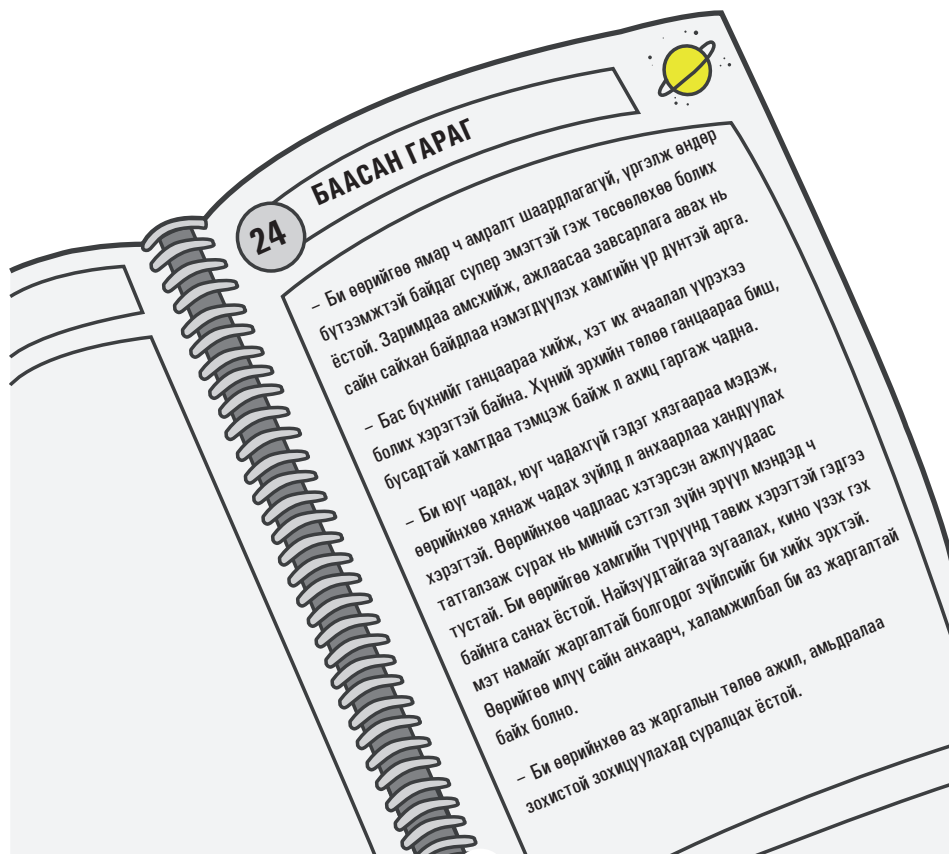 24
БААСАН ГАРАГ
– Би өөрийгөө ямар ч амралт шаардлагагүй, үргэлж өндөр
бүтээмжтэй байдаг супер эмэгтэй гэж төсөөлөхөө болих
ёстой. Заримдаа амсхийж, ажлаасаа завсарлага авах нь
сайн сайхан байдлаа нэмэгдүүлэх хамгийн үр дүнтэй арга.
– Бас бүхнийг ганцаараа хийж, хэт их ачаалал үүрэхээ
болих хэрэгтэй байна. Хүний эрхийн төлөө ганцаараа биш,
бусадтай хамтдаа тэмцэж байж л ахиц гаргаж чадна.
– Би юуг чадах, юуг чадахгүй гэдэг хязгаараа мэдэж,
өөрийнхөө хянаж чадах зүйлд л анхаарлаа хандуулах
хэрэгтэй. Өөрийнхөө чадлаас хэтэрсэн ажлуудаас
татгалзаж сурах нь миний сэтгэл зүйн эрүүл мэндэд ч
тустай. Би өөрийгөө хамгийн түрүүнд тавих хэрэгтэй гэдгээ
байнга санах ёстой. Найзуудтайгаа зугаалах, кино үзэх гэх
мэт намайг жаргалтай болгодог зүйлсийг би хийх эрхтэй.
Өөрийгөө илүү сайн анхаарч, халамжилбал би аз жаргалтай
байх болно.
– Би өөрийнхөө аз жаргалын төлөө ажил, амьдралаа
зохистой зохицуулахад суралцах ёстой.